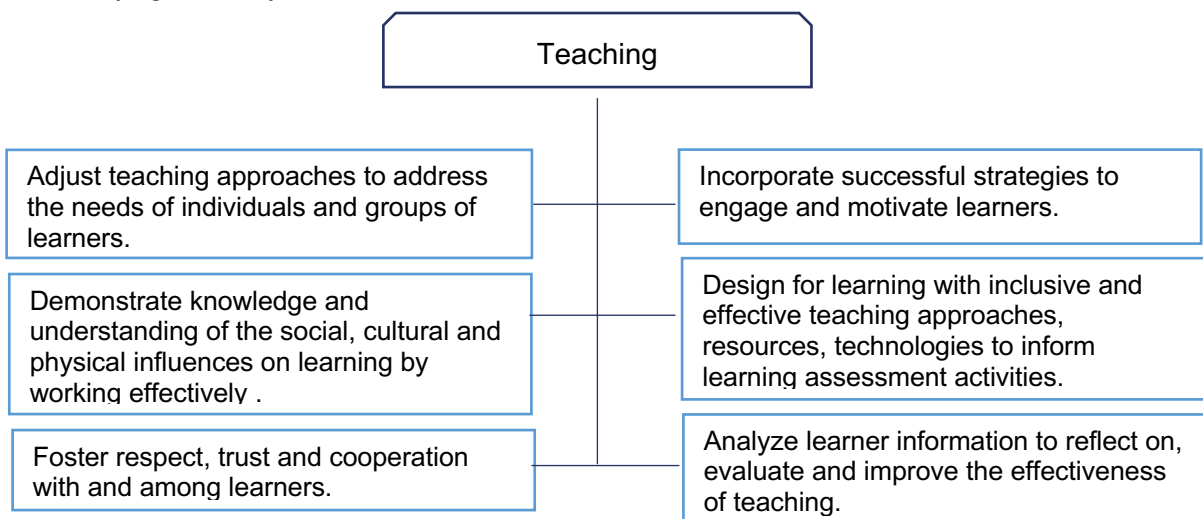 Teaching
Adjust teaching approaches to address
the needs of individuals and groups of
learners.
Incorporate successful strategies to
engage and motivate learners.
Demonstrate knowledge and
understanding of the social, cultural and
physical influences on learning by
working effectively .
Design for learning with inclusive and
effective teaching approaches,
resources, technologies to inform
learning assessment activities.
Foster respect, trust and cooperation
with and among learners.
Analyze learner information to reflect on,
evaluate and improve the effectiveness
of teaching.